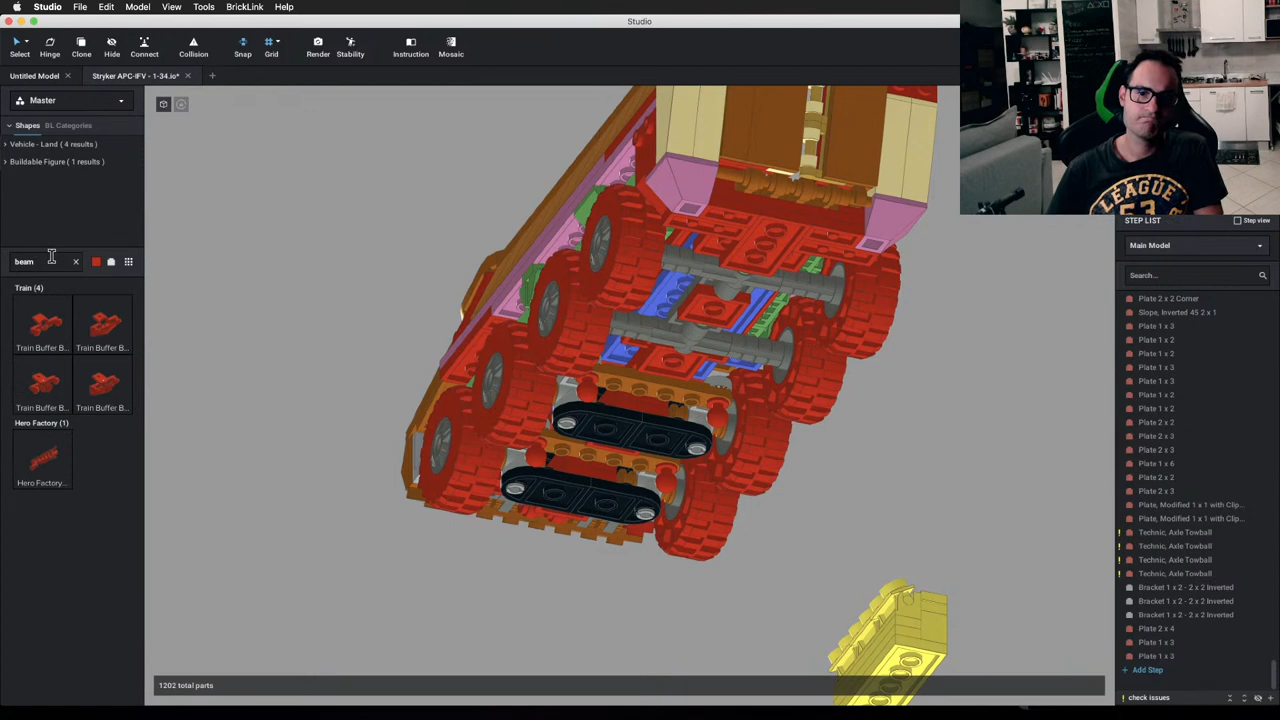 Studio File Edit Model View Tools BrickLink Help
Studio
Select Hinge Clone Hide Connect Collision Snap Grid Render Stability Instruction Mosaic
Untitled Model Stryker APC-IFV - 1-34.io*
Master
Shapes BL Categories
Vehicle - Land ( 4 results )
Buildable Figure ( 1 results )
beam
Train (4)
Train Buffer B... Train Buffer B...
Train Buffer B... Train Buffer B...
Hero Factory (1)
Hero Factory...
1202 total parts
LEAGUE
53
STEP LIST Step view
Main Model
Search...
Plate 2 x 2 Corner
Slope, Inverted 45 2 x 1
Plate 1 x 3
Plate 1 x 2
Plate 1 x 2
Plate 1 x 3
Plate 1 x 3
Plate 1 x 2
Plate 1 x 2
Plate 2 x 2
Plate 2 x 3
Plate 2 x 3
Plate 1 x 6
Plate 2 x 2
Plate 2 x 3
Plate, Modified 1 x 1 with Clip...
Plate, Modified 1 x 1 with Clip...
Technic, Axle Towball
Technic, Axle Towball
Technic, Axle Towball
Technic, Axle Towball
Bracket 1 x 2 - 2 x 2 Inverted
Bracket 1 x 2 - 2 x 2 Inverted
Bracket 1 x 2 - 2 x 2 Inverted
Plate 2 x 4
Plate 1 x 3
Plate 1 x 3
+ Add Step
! check issues